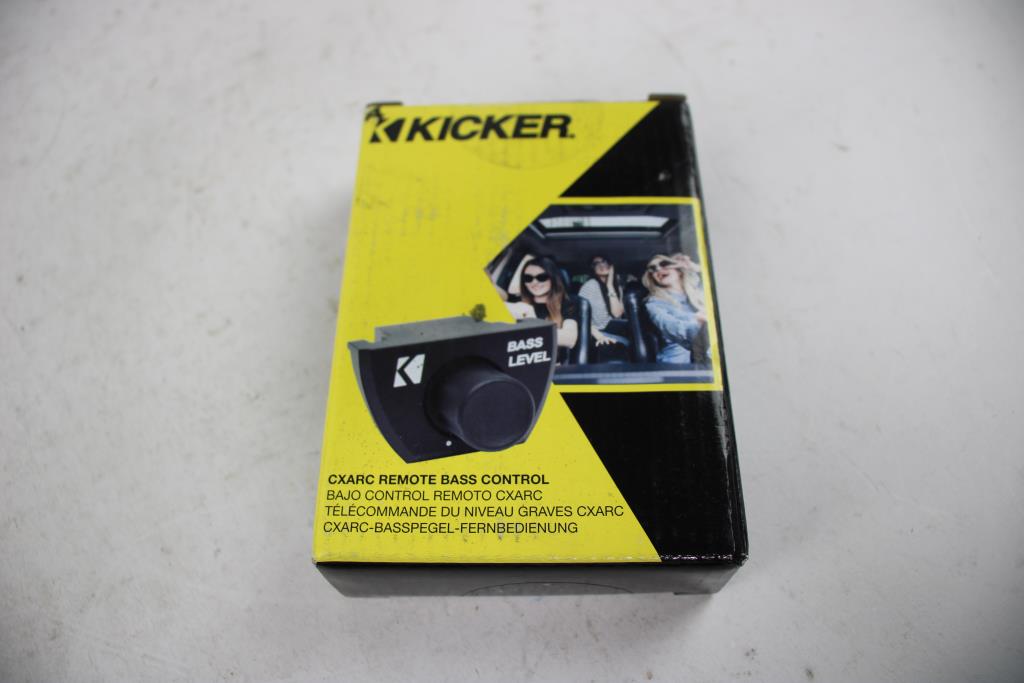 KICKER
BASS
LEVEL
CXARC REMOTE BASS CONTROL
BAJO CONTROL REMOTO CXARC
TÉLÉCOMMANDE DU NIVEAU GRAVES CXARC
CXARC-BASSPEGEL-FERNBEDIENUNG